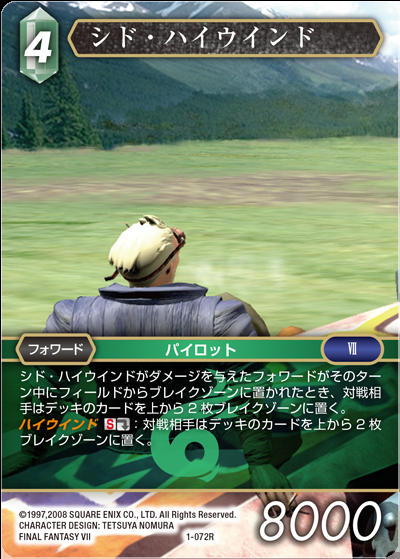 4
シド・ハイウインド
フォワード
パイロット
VII
シド・ハイウインドがダメージを与えたフォワードがそのター
ン中にフィールドからブレイクゾーンに置かれたとき、対戦相
手はデッキのカードを上から2枚ブレイクゾーンに置く。
ハイウインド S：対戦相手はデッキのカードを上から2枚
ブレイクゾーンに置く。
©1997,2008 SQUARE ENIX CO., LTD. All Rights Reserved.
CHARACTER DESIGN: TETSUYA NOMURA
FINAL FANTASY VII
1-072R
8000